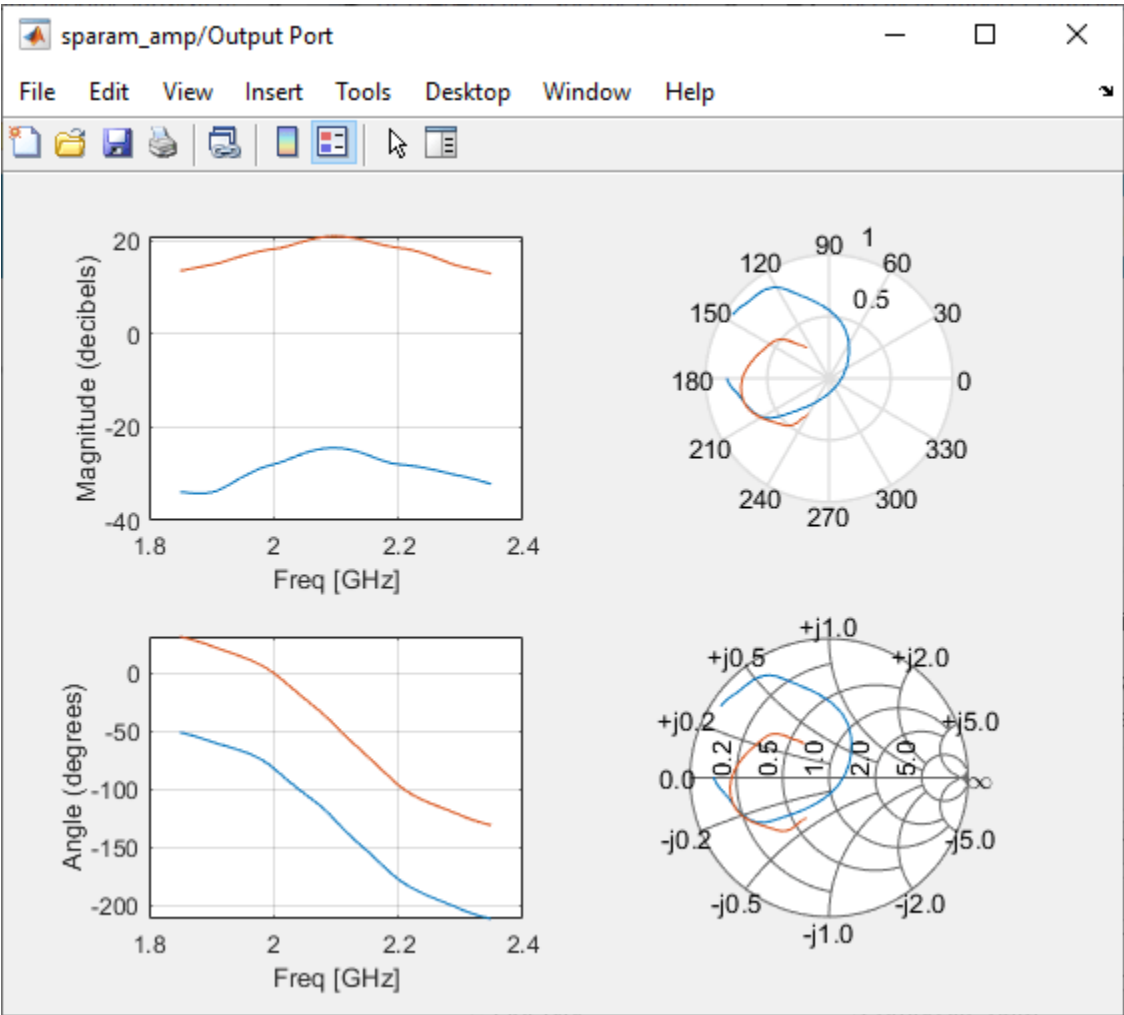 sparam_amp/Output Port
File Edit View Insert Tools Desktop Window Help
20
0
-20
-40
Magnitude (decibels)
1.8 2 2.2 2.4
Freq [GHz]
90 1
120 60
0.5
150 30
180 0
210 330
240 300
270
0
-50
-100
-150
-200
Angle (degrees)
1.8 2 2.2 2.4
Freq [GHz]
+j1.0
+j0.5 +j2.0
+j0.2 +j5.0
0.0 0.2 0.5 1.0 2.0 5.0 ∞
-j0.2 -j5.0
-j0.5 -j2.0
-j1.0